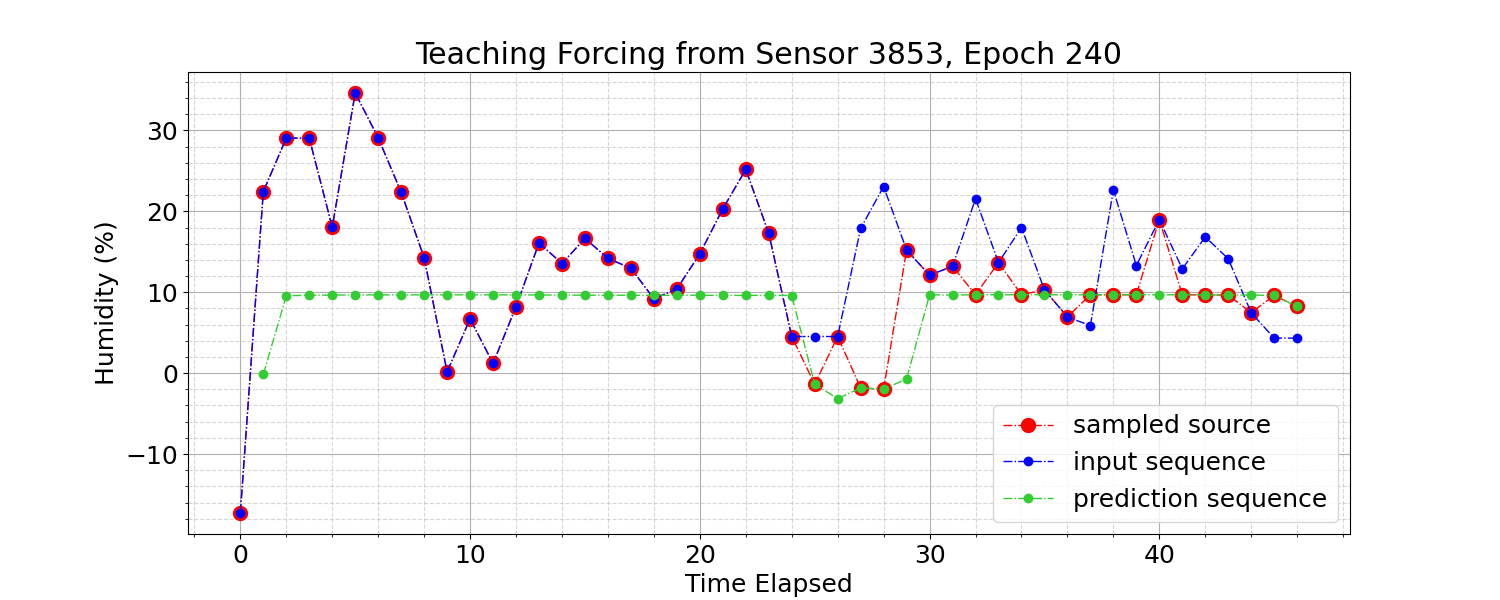 Teaching Forcing from Sensor 3853, Epoch 240
Humidity (%)
30
20
10
0
−10
0 10 20 30 40
Time Elapsed
sampled source
input sequence
prediction sequence